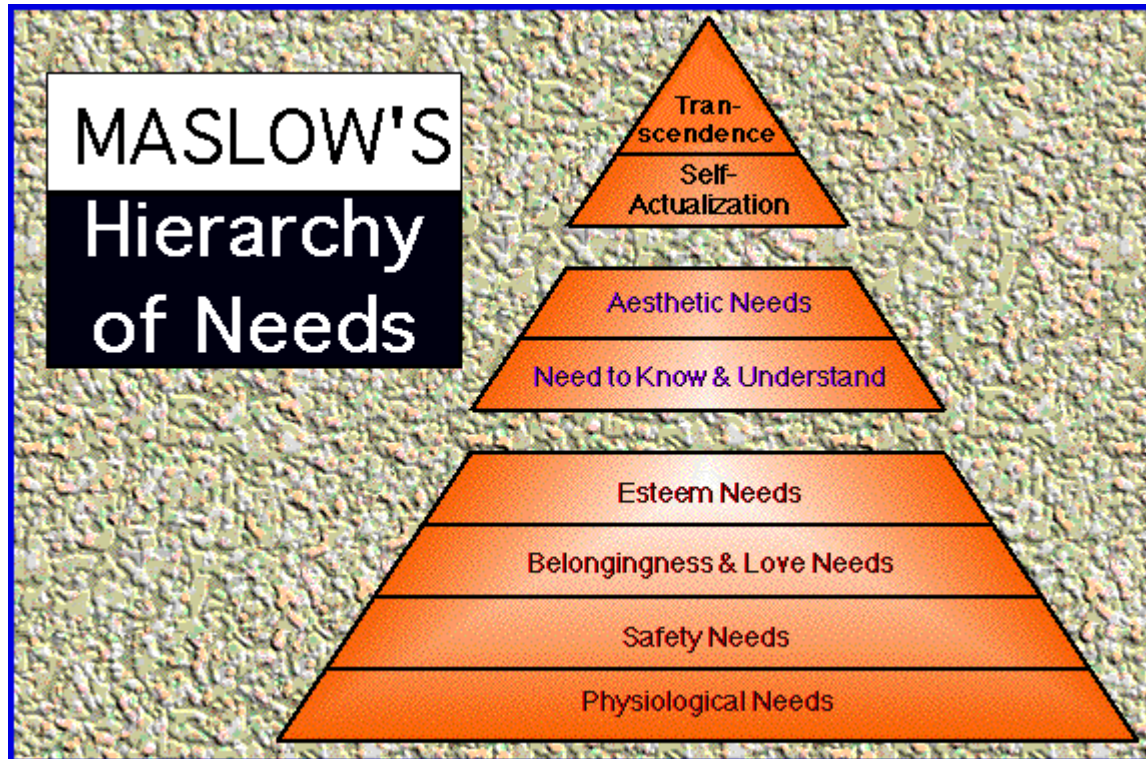 MASLOW'S
Hierarchy
of Needs
Tran-
scendence
Self-
Actualization
Aesthetic Needs
Need to Know & Understand
Esteem Needs
Belongingness & Love Needs
Safety Needs
Physiological Needs